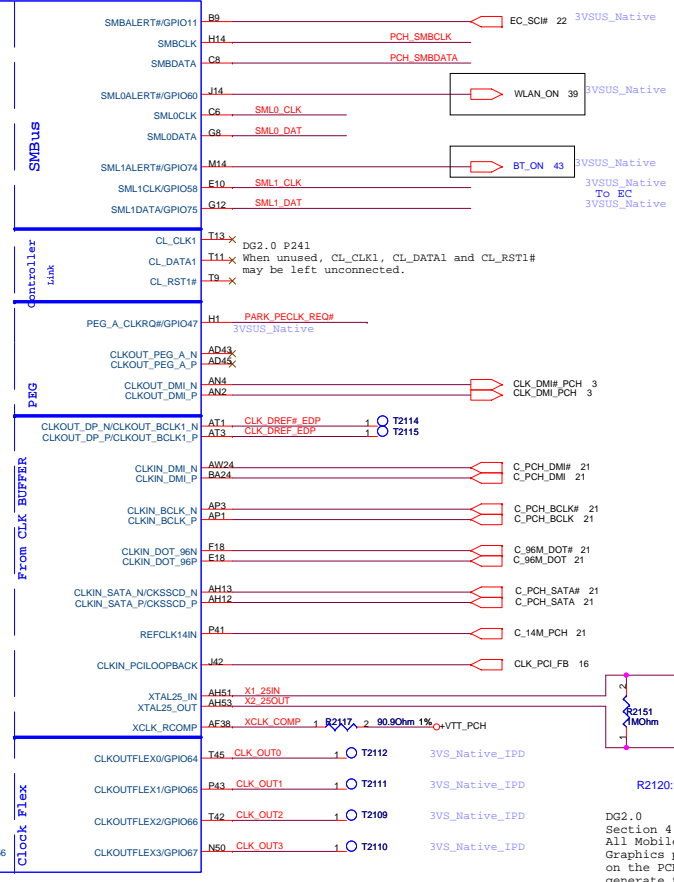 SMBus
SMBALERT#/GPIO11 B9 EC_SCI# 22 3VSUS_Native
SMBCLK H14 PCH_SMBCLK
SMBDATA C8 PCH_SMBDATA
SML0ALERT#/GPIO60 J14 WLAN_ON 39 3VSUS_Native
SML0CLK C6 SML0_CLK
SML0DATA G8 SML0_DAT
SML1ALERT#/GPIO74 M14 BT_ON 43 3VSUS_Native
SML1CLK/GPIO58 E10 SML1_CLK 3VSUS_Native
To EC
SML1DATA/GPIO75 G12 SML1_DAT 3VSUS_Native
Controller
Link
CL_CLK1 T13
DG2.0 P241
CL_DATA1 T11 When unused, CL_CLK1, CL_DATA1 and CL_RST1#
may be left unconnected.
CL_RST1# T9
PEG
PEG_A_CLKRQ#/GPIO47 H1 PARK_PECLK_REQ#
3VSUS_Native
CLKOUT_PEG_A_N AD43
CLKOUT_PEG_A_P AD45
CLKOUT_DMI_N AN4 CLK_DMI#_PCH 3
CLKOUT_DMI_P AN2 CLK_DMI_PCH 3
From CLK BUFFER
CLKOUT_DP_N/CLKOUT_BCLK1_N AT1 CLK_DREF#_EDP 1 T2114
CLKOUT_DP_P/CLKOUT_BCLK1_P AT3 CLK_DREF_EDP 1 T2115
CLKIN_DMI_N AW24 C_PCH_DMI# 21
CLKIN_DMI_P BA24 C_PCH_DMI 21
CLKIN_BCLK_N AP3 C_PCH_BCLK# 21
CLKIN_BCLK_P AP1 C_PCH_BCLK 21
CLKIN_DOT_96N F18 C_96M_DOT# 21
CLKIN_DOT_96P E18 C_96M_DOT 21
CLKIN_SATA_N/CKSSCD_N AH13 C_PCH_SATA# 21
CLKIN_SATA_P/CKSSCD_P AH12 C_PCH_SATA 21
REFCLK14IN P41 C_14M_PCH 21
CLKIN_PCILOOPBACK J42 CLK_PCI_FB 16
XTAL25_IN AH51 X1_25IN
XTAL25_OUT AH53 X2_25OUT
XCLK_RCOMP AF38 XCLK_COMP 1 R2117 2 90.9Ohm 1% +VTT_PCH
2
R2151
1MOhm
1
Clock Flex
CLKOUTFLEX0/GPIO64 T45 CLK_OUT0 1 T2112 3VS_Native_IPD
CLKOUTFLEX1/GPIO65 P43 CLK_OUT1 1 T2111 3VS_Native_IPD
CLKOUTFLEX2/GPIO66 T42 CLK_OUT2 1 T2109 3VS_Native_IPD
CLKOUTFLEX3/GPIO67 N50 CLK_OUT3 1 T2110 3VS_Native_IPD
R2120:
DG2.0
Section 4
All Mobile
Graphics p
on the PCH